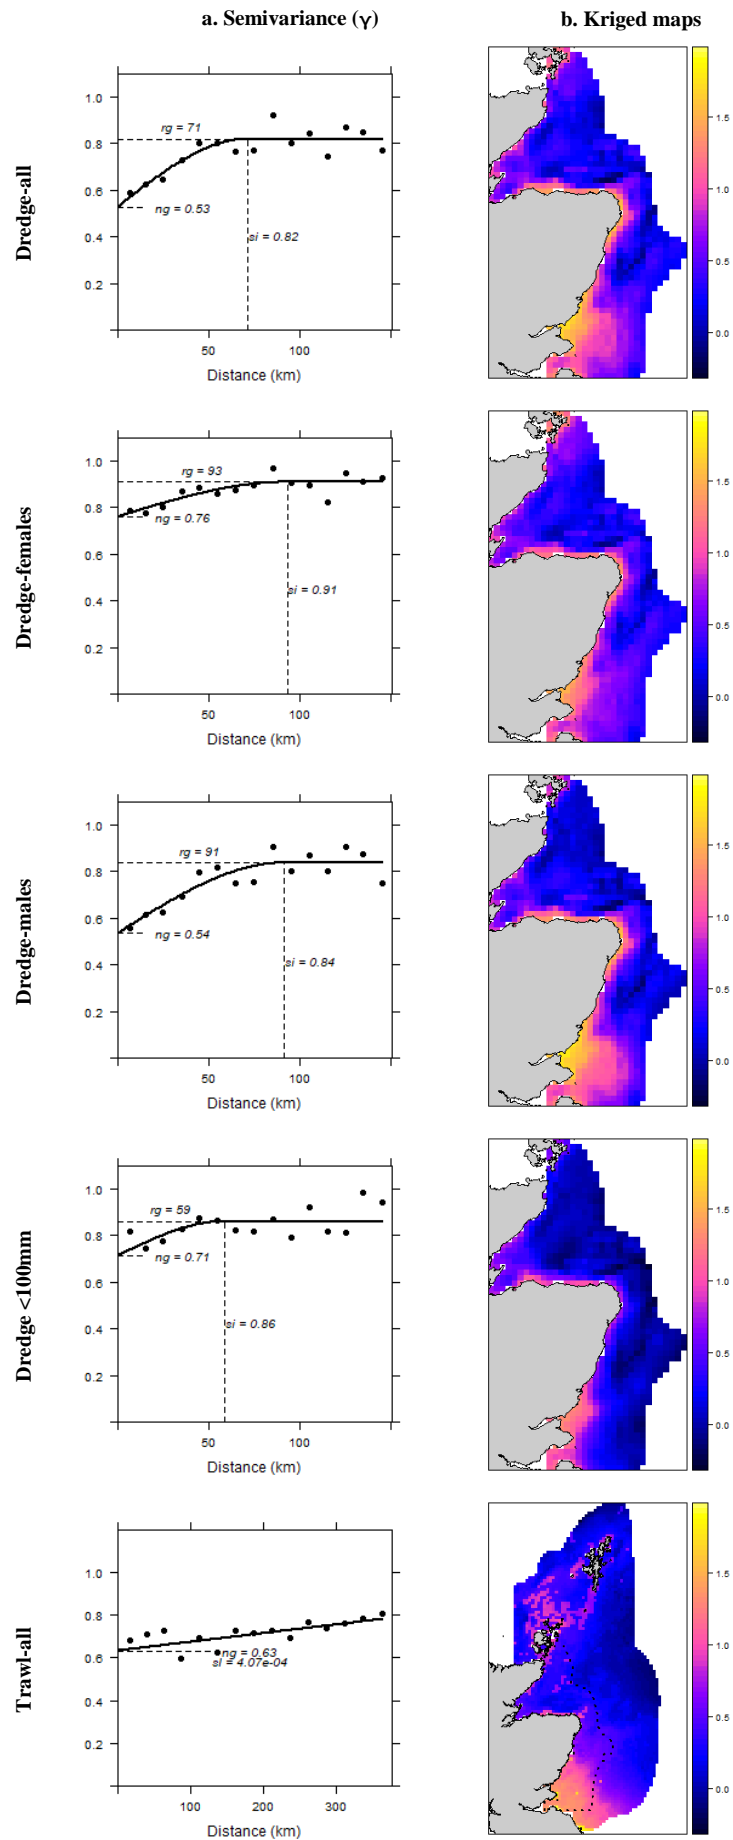 a. Semivariance (γ)
b. Kriged maps
Dredge-all
1.0
0.8
0.6
0.4
0.2
rg = 71
ng = 0.53
si = 0.82
50
100
Distance (km)
1.5
1.0
0.5
0.0
Dredge-females
1.0
0.8
0.6
0.4
0.2
rg = 93
ng = 0.76
si = 0.91
50
100
Distance (km)
1.5
1.0
0.5
0.0
Dredge-males
1.0
0.8
0.6
0.4
0.2
rg = 91
ng = 0.54
si = 0.84
50
100
Distance (km)
1.5
1.0
0.5
0.0
Dredge <100mm
1.0
0.8
0.6
0.4
0.2
rg = 59
ng = 0.71
si = 0.86
50
100
Distance (km)
1.5
1.0
0.5
0.0
Trawl-all
1.0
0.8
0.6
0.4
0.2
ng = 0.63
sl = 4.07e-04
100
200
300
Distance (km)
1.5
1.0
0.5
0.0